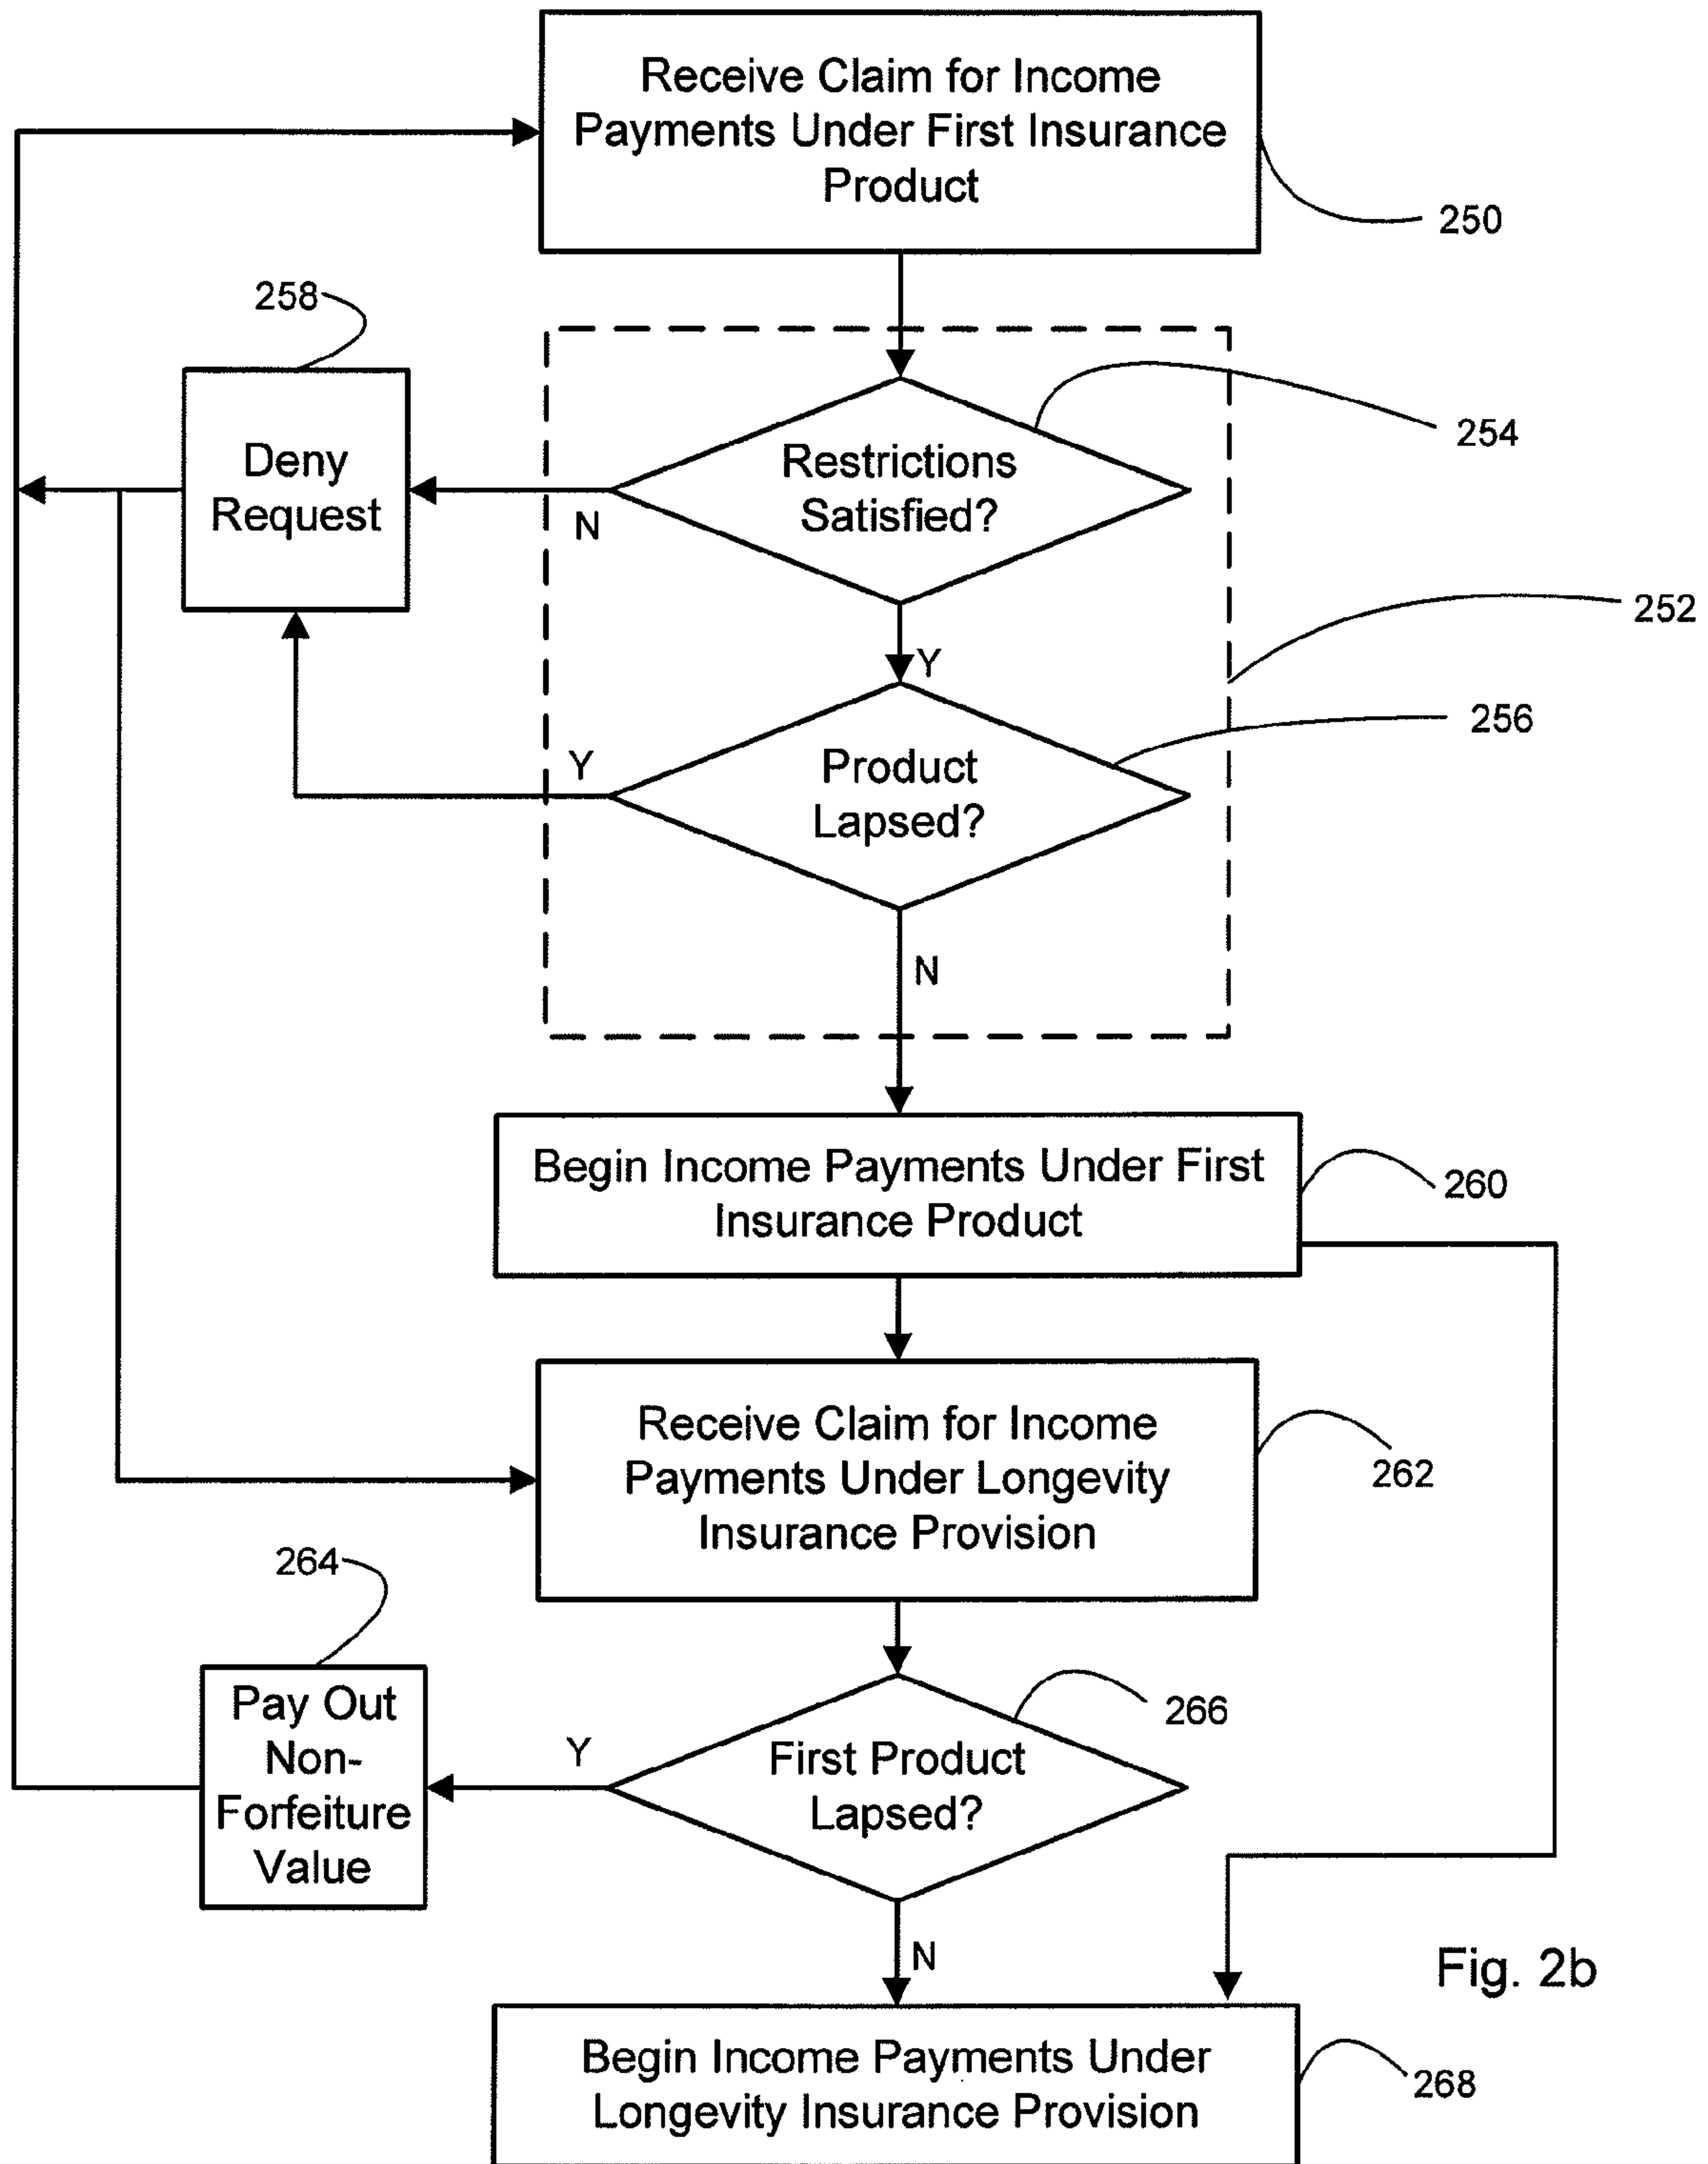 Receive Claim for Income
Payments Under First Insurance
Product
250
258
Deny
Request
N
Restrictions
Satisfied?
254
252
Y
256
Y
Product
Lapsed?
N
Begin Income Payments Under First
Insurance Product
260
Receive Claim for Income
Payments Under Longevity
Insurance Provision
262
264
Pay Out
Non-
Forfeiture
Value
Y
First Product
Lapsed?
266
N
Fig. 2b
Begin Income Payments Under
Longevity Insurance Provision
268